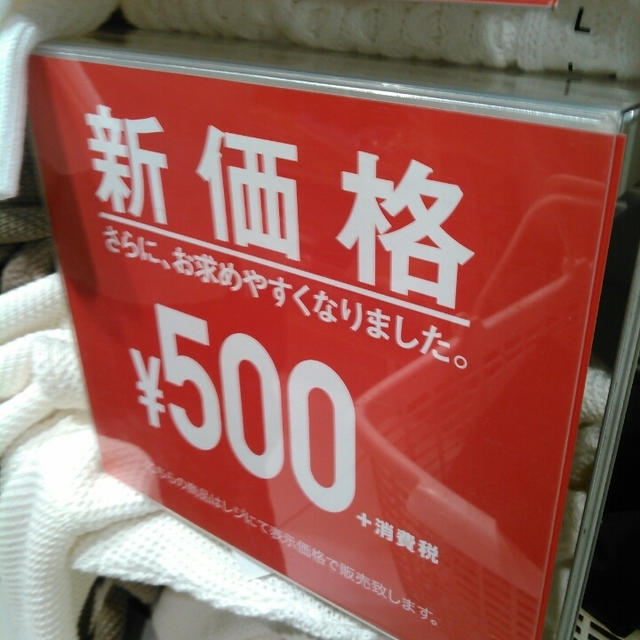 L
新価格
さらに、お求めやすくなりました。
¥500
+消費税
こちらの商品はレジにて表示価格で販売致します。